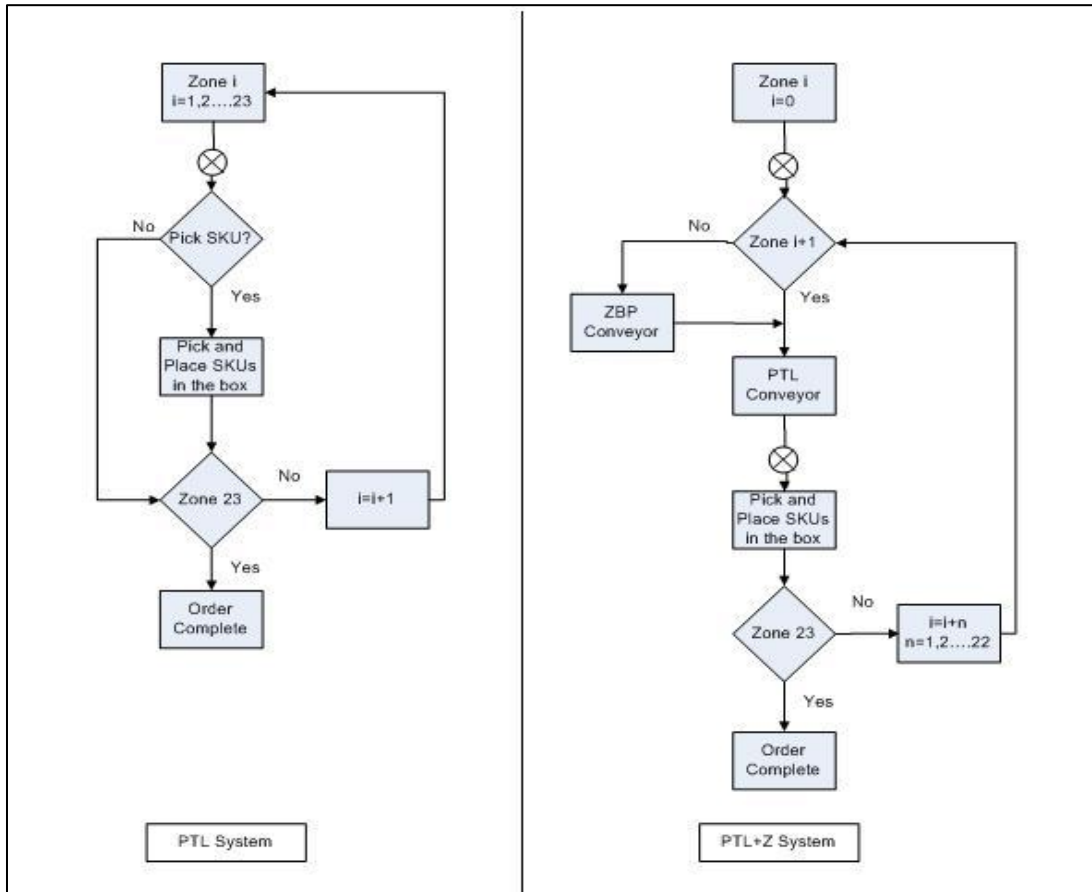 Zone i
i=1,2....23
Pick SKU?
No
Yes
Pick and
Place SKUs
in the box
Zone 23
No
i=i+1
Yes
Order
Complete
PTL System
Zone i
i=0
Zone i+1
No
Yes
ZBP
Conveyor
PTL
Conveyor
Pick and
Place SKUs
in the box
Zone 23
No
i=i+n
n=1,2....22
Yes
Order
Complete
PTL+Z System